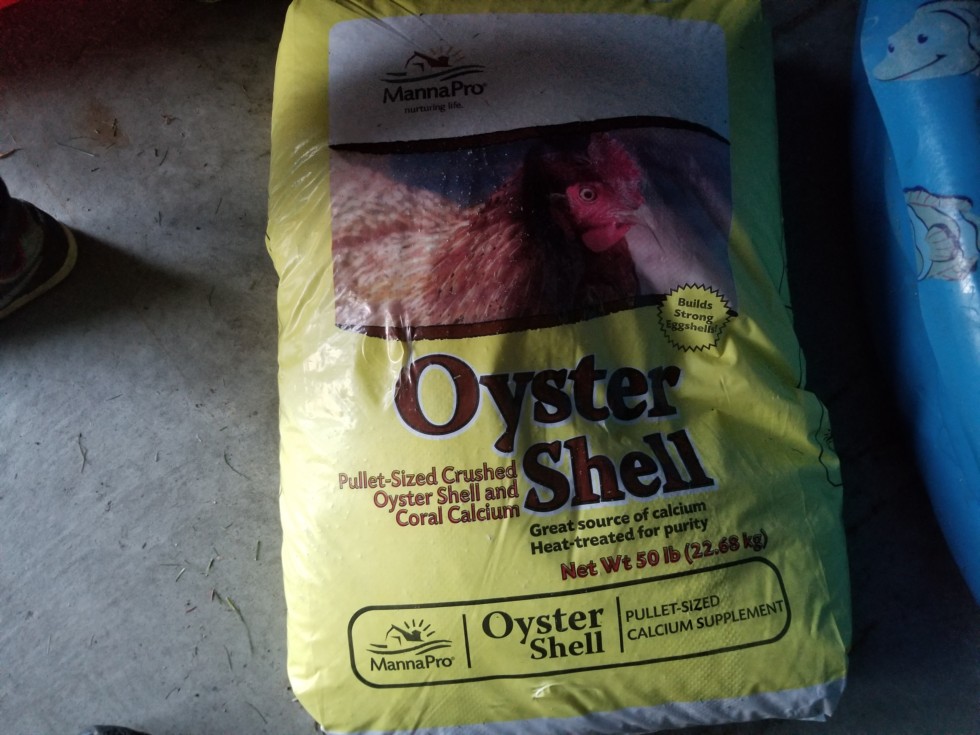 MannaPro®
nurturing life.
Builds
Strong
Eggshells!
Oyster
Shell
Pullet-Sized Crushed
Oyster Shell and
Coral Calcium
Great source of calcium
Heat-treated for purity
Net Wt 50 lb (22.68 kg)
MannaPro®
Oyster
Shell
PULLET-SIZED
CALCIUM SUPPLEMENT